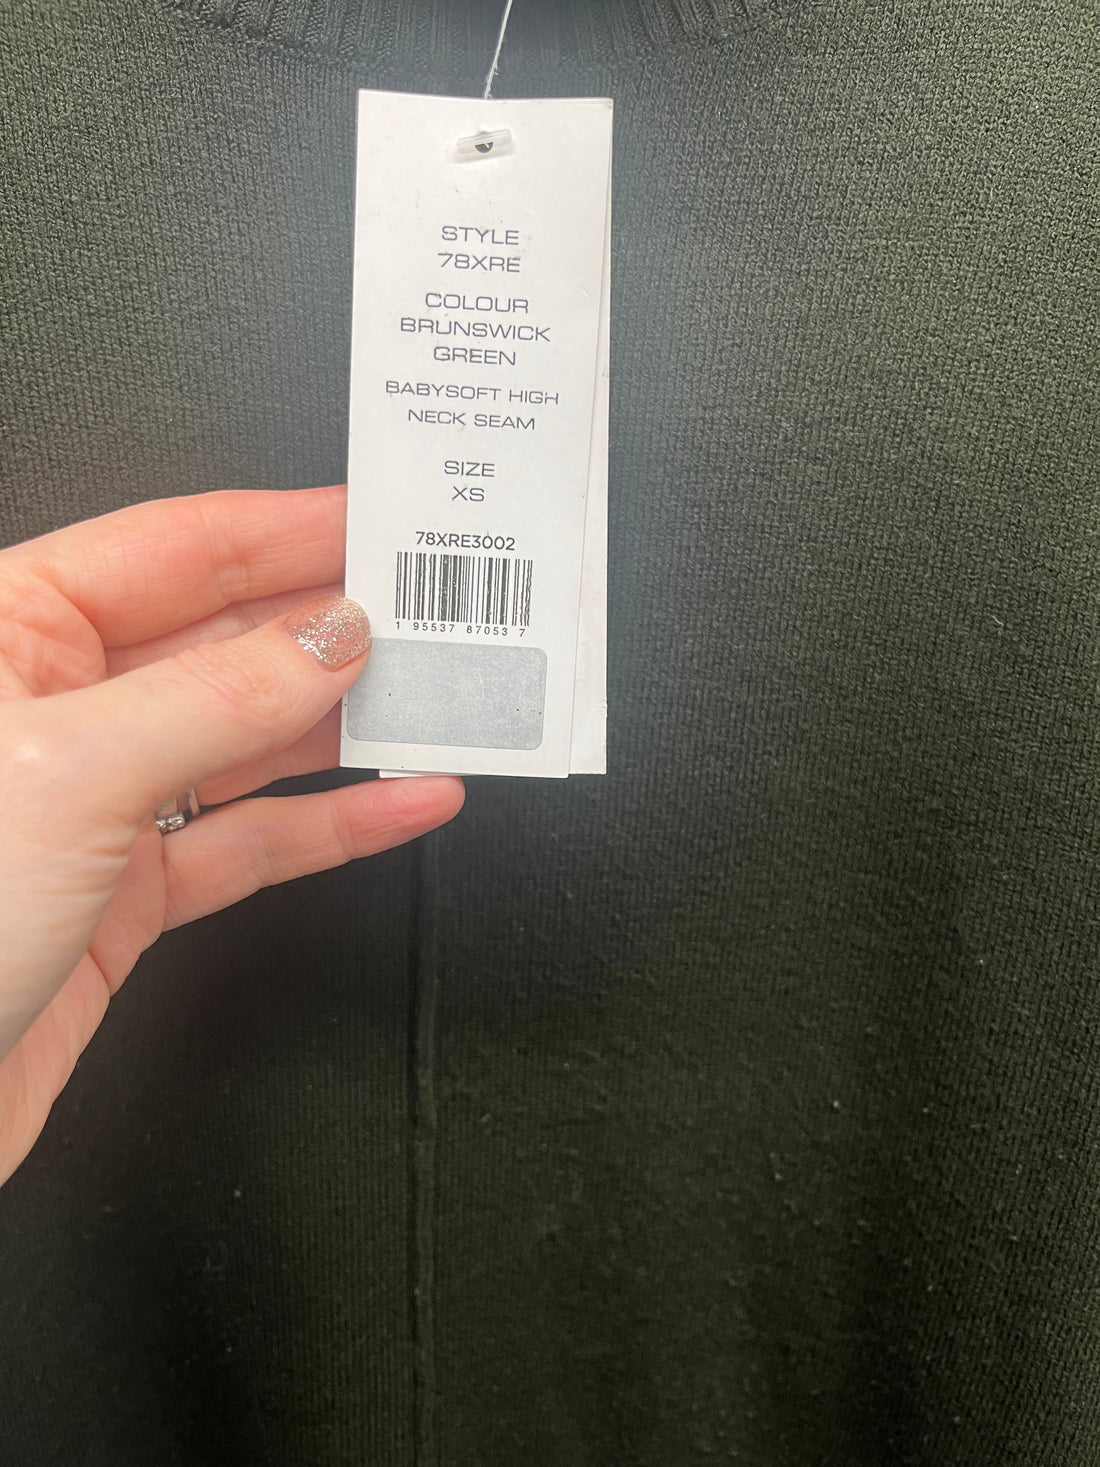 STYLE
78XRE
COLOUR
BRUNSWICK
GREEN
BABYSOFT HIGH
NECK SEAM
SIZE
XS
78XRE3002
1 95537 87053 7